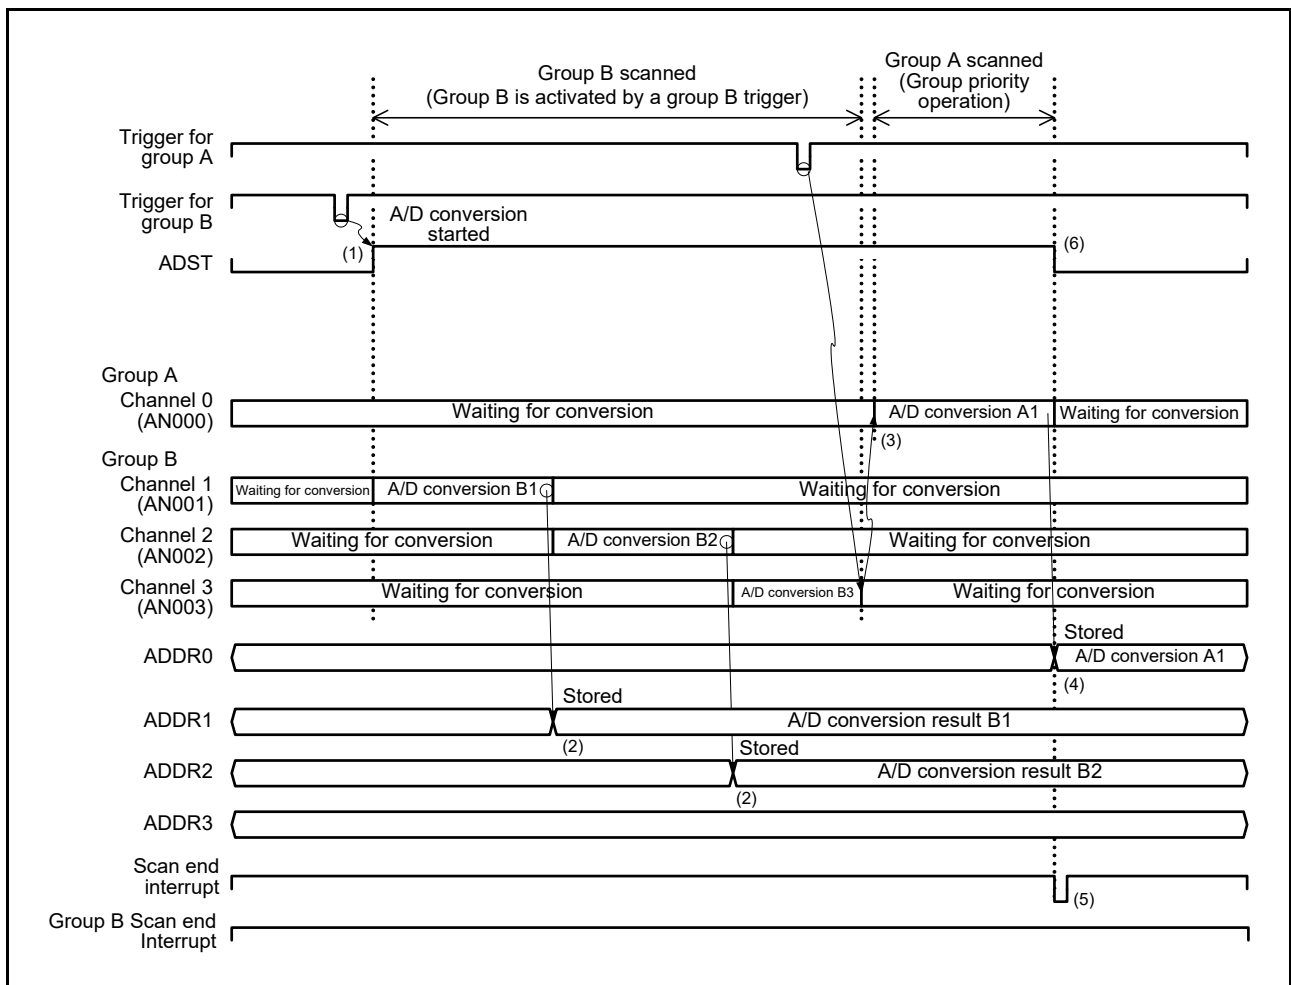 Group B scanned
(Group B is activated by a group B trigger)
Group A scanned
(Group priority
operation)
Trigger for
group A
Trigger for
group B
A/D conversion
started
(1)
(6)
ADST
Group A
Channel 0
(AN000)
Waiting for conversion
A/D conversion A1
Waiting for conversion
(3)
Group B
Channel 1
(AN001)
Waiting for conversion
A/D conversion B1
Waiting for conversion
Channel 2
(AN002)
Waiting for conversion
A/D conversion B2
Waiting for conversion
Channel 3
(AN003)
Waiting for conversion
A/D conversion B3
Waiting for conversion
Stored
ADDR0
A/D conversion A1
(4)
Stored
ADDR1
A/D conversion result B1
(2)
Stored
ADDR2
A/D conversion result B2
(2)
ADDR3
Scan end
interrupt
(5)
Group B Scan end
Interrupt